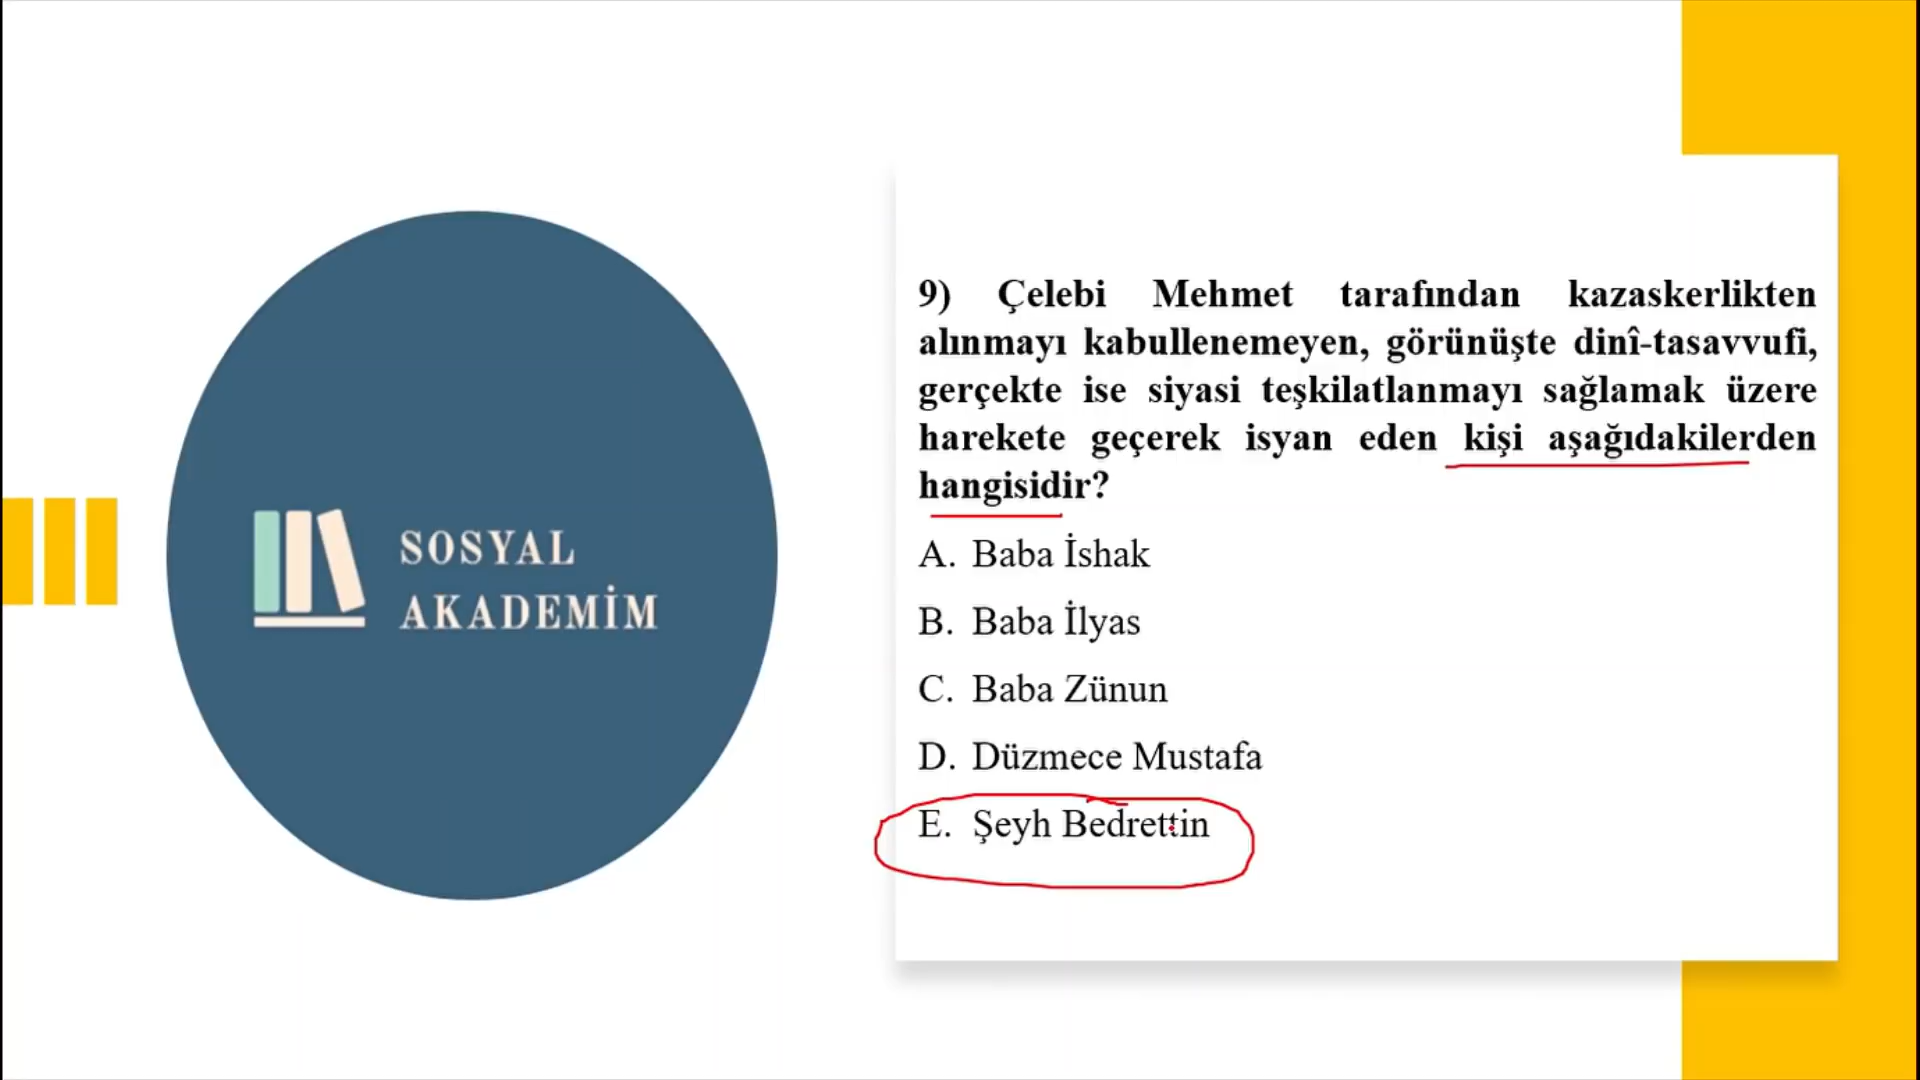 SOSYAL
AKADEMİM
9) Çelebi Mehmet tarafından kazaskerlikten
alınmayı kabullenemeyen, görünüşte dinî-tasavvufi,
gerçekte ise siyasi teşkilatlanmayı sağlamak üzere
harekete geçerek isyan eden kişi aşağıdakilerden
hangisidir?
A. Baba İshak
B. Baba İlyas
C. Baba Zünun
D. Düzmece Mustafa
E. Şeyh Bedrettin